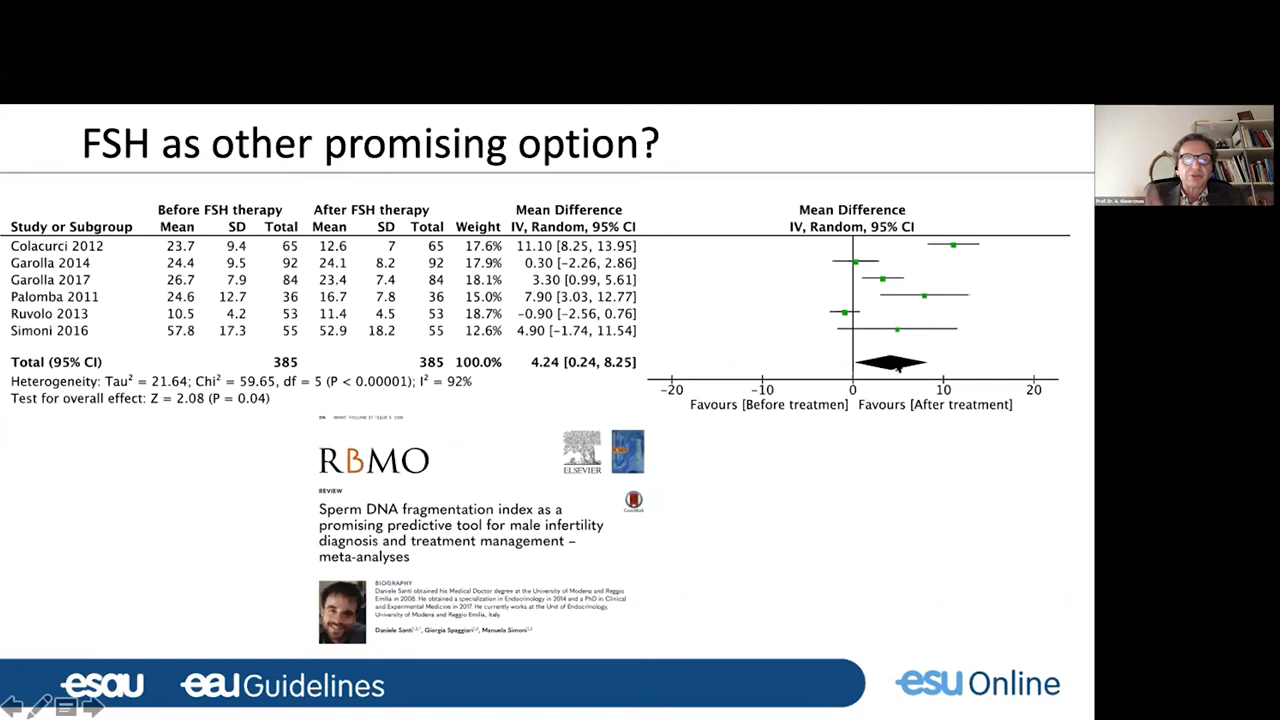 FSH as other promising option?
Before FSH therapy After FSH therapy Mean Difference Mean Difference
Study or Subgroup Mean SD Total Mean SD Total Weight IV, Random, 95% CI IV, Random, 95% CI
Colacurci 2012 23.7 9.4 65 12.6 7 65 17.6% 11.10 [8.25, 13.95]
Garolla 2014 24.4 9.5 92 24.1 8.2 92 17.9% 0.30 [-2.26, 2.86]
Garolla 2017 26.7 7.9 84 23.4 7.4 84 18.1% 3.30 [0.99, 5.61]
Palomba 2011 24.6 12.7 36 16.7 7.8 36 15.0% 7.90 [3.03, 12.77]
Ruvolo 2013 10.5 4.2 53 11.4 4.5 53 18.7% -0.90 [-2.56, 0.76]
Simoni 2016 57.8 17.3 55 52.9 18.2 55 12.6% 4.90 [-1.74, 11.54]
Total (95% CI) 385 385 100.0% 4.24 [0.24, 8.25]
Heterogeneity: Tau² = 21.64; Chi² = 59.65, df = 5 (P < 0.00001); I² = 92%
Test for overall effect: Z = 2.08 (P = 0.04)
-20 -10 0 10 20
Favours [Before treatmen] Favours [After treatment]
RBMO
ELSEVIER
REVIEW
Sperm DNA fragmentation index as a
promising predictive tool for male infertility
diagnosis and treatment management –
meta-analyses
BIOGRAPHY
Daniele Santi obtained his Medical Doctor degree at the University of Modena and Reggio
Emilia in 2008. He obtained a specialization in Endocrinology in 2014 and a PhD in Clinical
and Experimental Medicine in 2017. He currently works at the Unit of Endocrinology,
University of Modena and Reggio Emilia, Italy.
Daniele Santi, Giorgia Spaggiari, Manuela Simoni
esau eau Guidelines esu Online